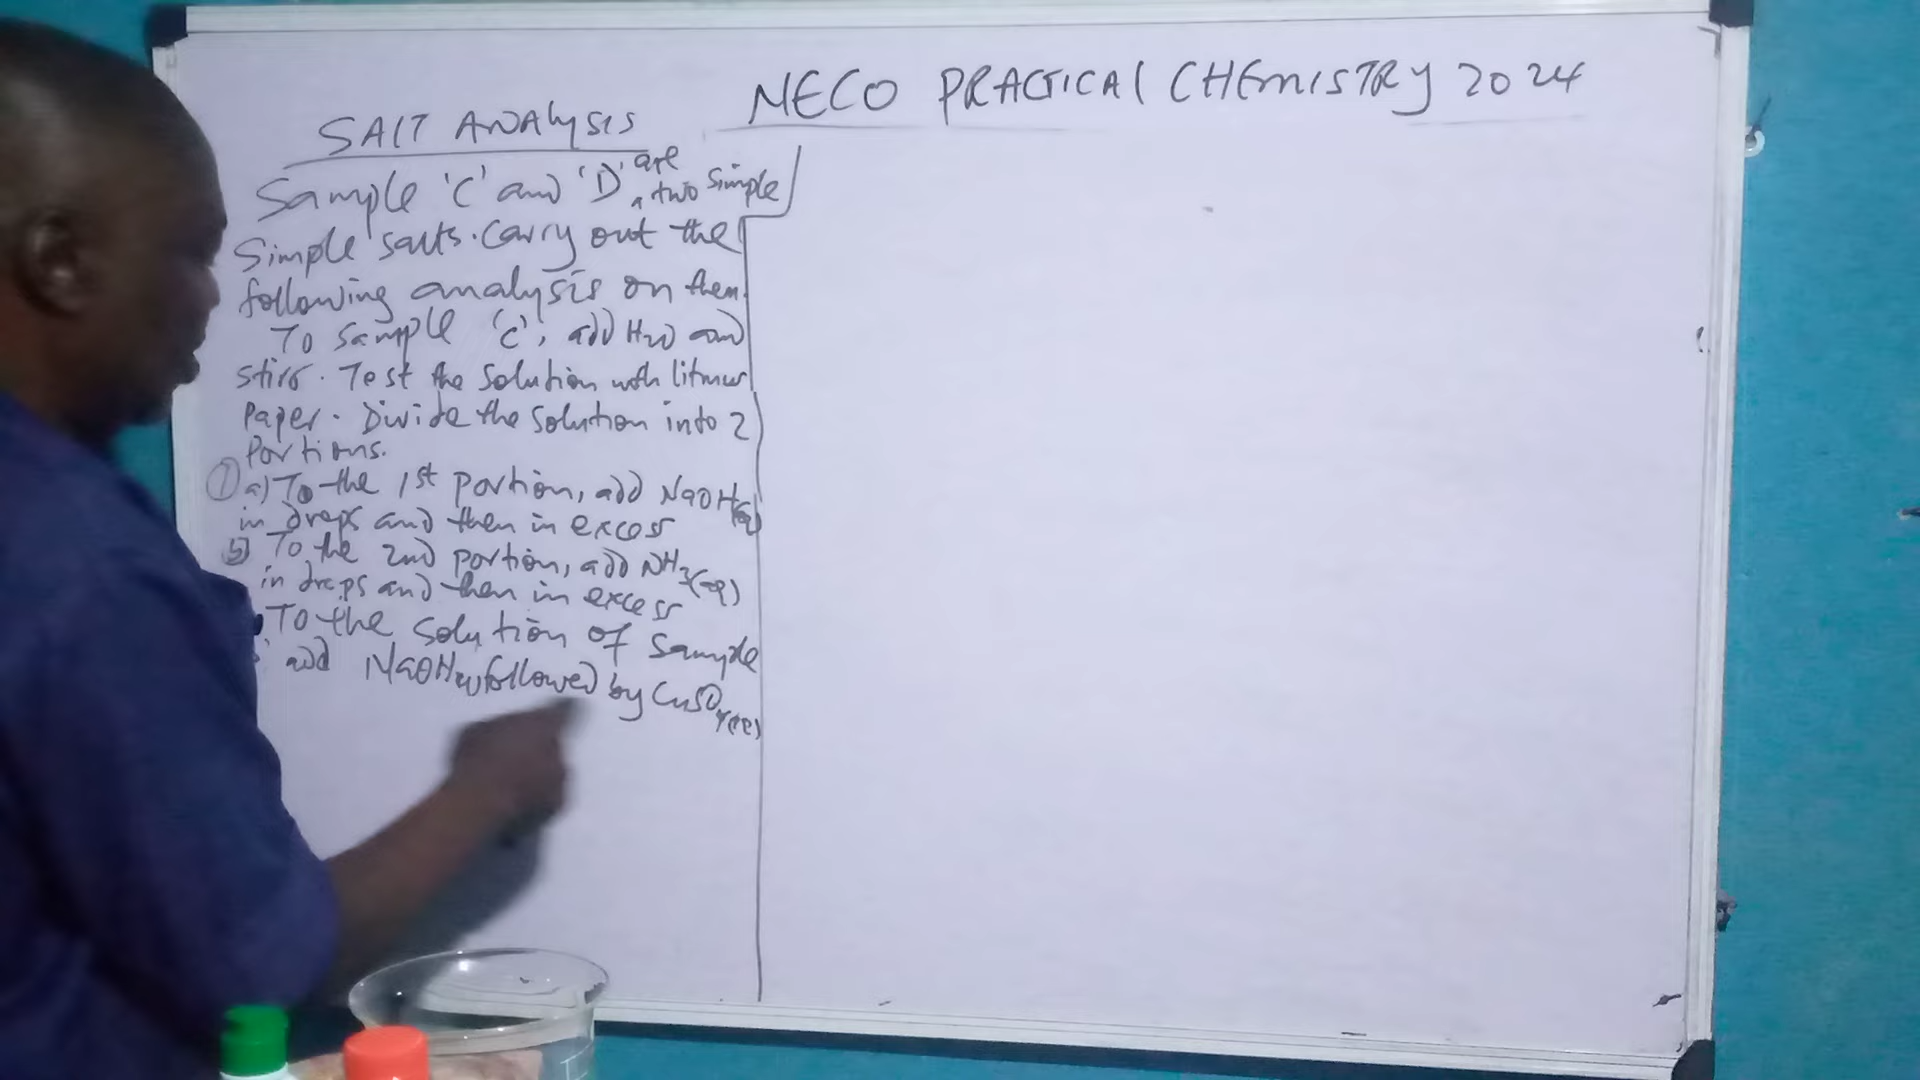 NECO PRACTICAL CHEMISTRY 2024
SALT ANALYSIS
Sample 'C' and 'D' are two simple
Simple salts. Carry out the
following analysis on them.
To sample 'C', add H2O and
stirr. Test the solution with litmus
Paper. Divide the solution into 2
Portions.
① a) To the 1st portion, add NaOH(aq)
in drops and then in excess
b) To the 2nd portion, add NH3(aq)
in drops and then in excess
To the solution of sample
add NaOH(aq) followed by CuSO4(aq)